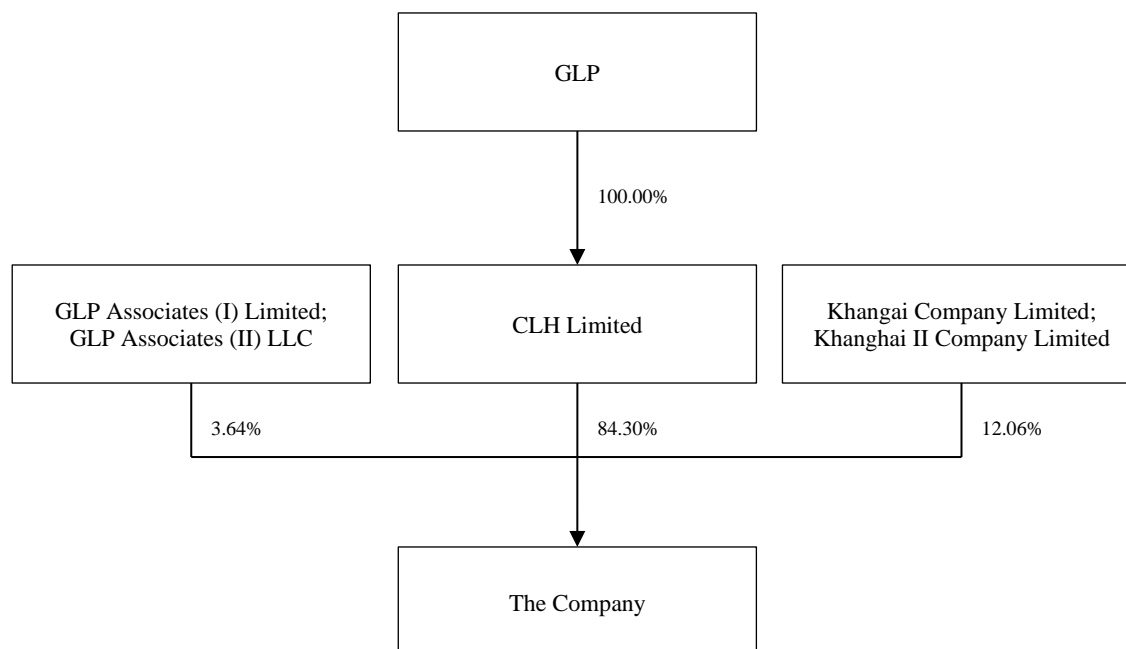 GLP
100.00%
GLP Associates (I) Limited;
GLP Associates (II) LLC
CLH Limited
Khangai Company Limited;
Khanghai II Company Limited
3.64%
84.30%
12.06%
The Company